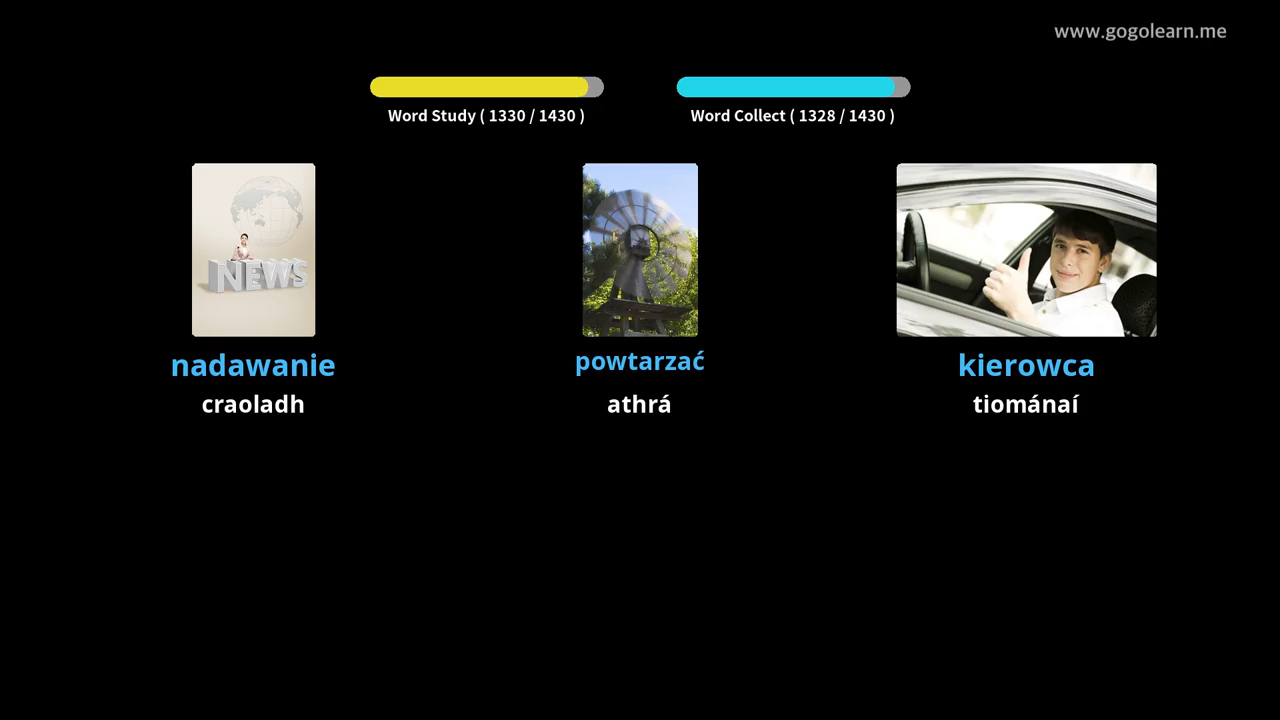 www.gogolearn.me
Word Study ( 1330 / 1430 )
Word Collect ( 1328 / 1430 )
NEWS
nadawanie
powtarzać
kierowca
craoladh
athrá
tiománaí